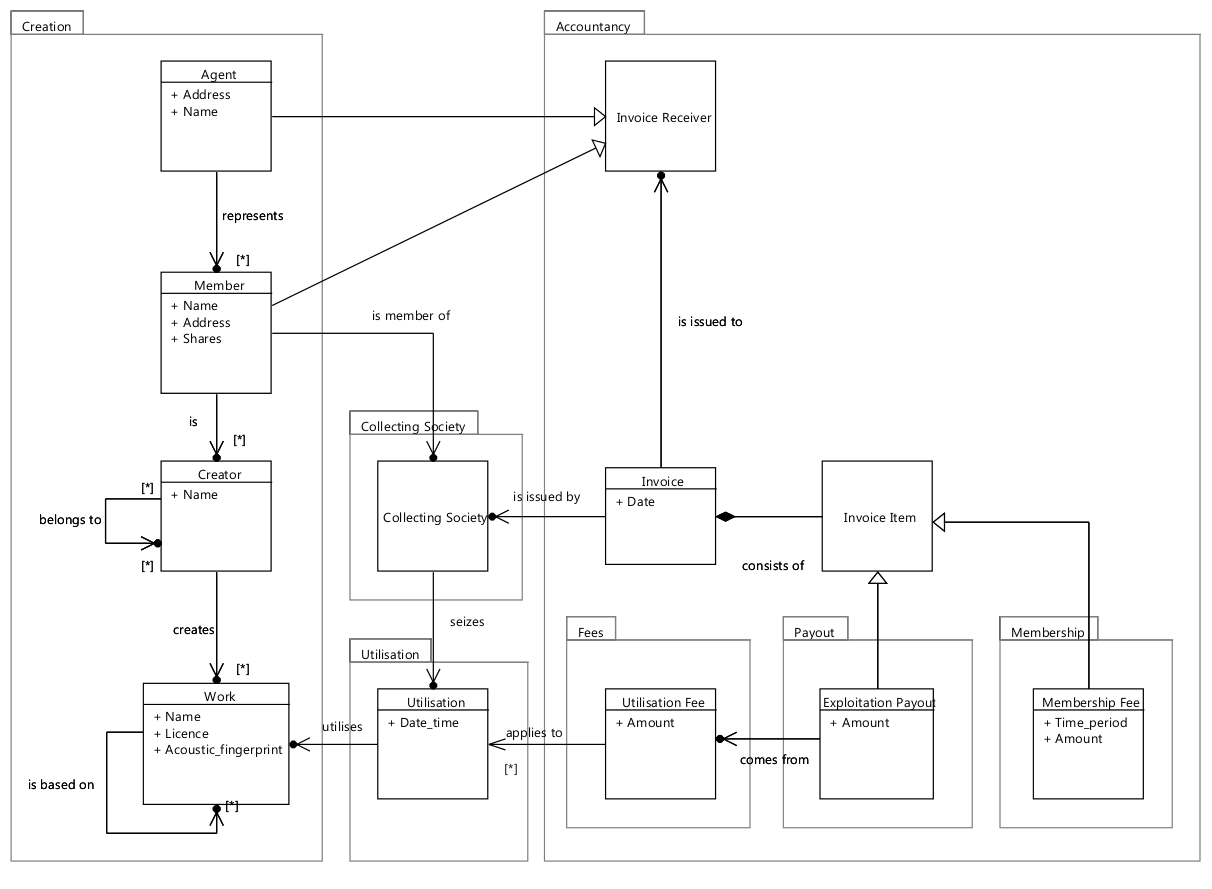 Creation
Agent
+ Address
+ Name
represents
[*]
Member
+ Name
+ Address
+ Shares
is
[*]
Creator
+ Name
[*]
belongs to
[*]
creates
[*]
Work
+ Name
+ Licence
+ Acoustic_fingerprint
is based on
[*]
is member of
Collecting Society
Collecting Society
seizes
Utilisation
Utilisation
+ Date_time
utilises
Accountancy
Invoice Receiver
is issued to
Invoice
+ Date
is issued by
Invoice Item
consists of
Fees
Utilisation Fee
+ Amount
applies to
[*]
Payout
Exploitation Payout
+ Amount
comes from
Membership
Membership Fee
+ Time_period
+ Amount